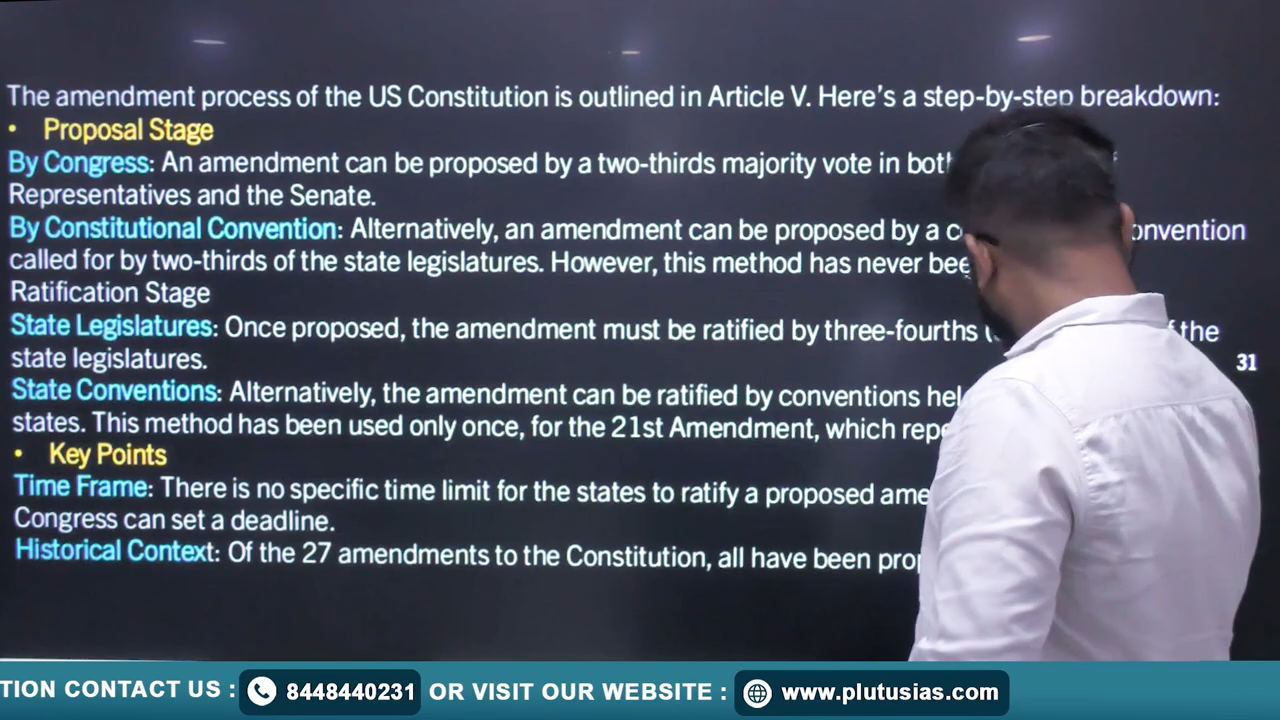 The amendment process of the US Constitution is outlined in Article V. Here's a step-by-step breakdown:
• Proposal Stage
By Congress: An amendment can be proposed by a two-thirds majority vote in both
Representatives and the Senate.
By Constitutional Convention: Alternatively, an amendment can be proposed by a
called for by two-thirds of the state legislatures. However, this method has never
Ratification Stage
State Legislatures: Once proposed, the amendment must be ratified by three-fourths the
state legislatures.
31
State Conventions: Alternatively, the amendment can be ratified by conventions
states. This method has been used only once, for the 21st Amendment, which
• Key Points
Time Frame: There is no specific time limit for the states to ratify a proposed
Congress can set a deadline.
Historical Context: Of the 27 amendments to the Constitution, all have been
TION CONTACT US : 8448440231 OR VISIT OUR WEBSITE : www.plutusias.com